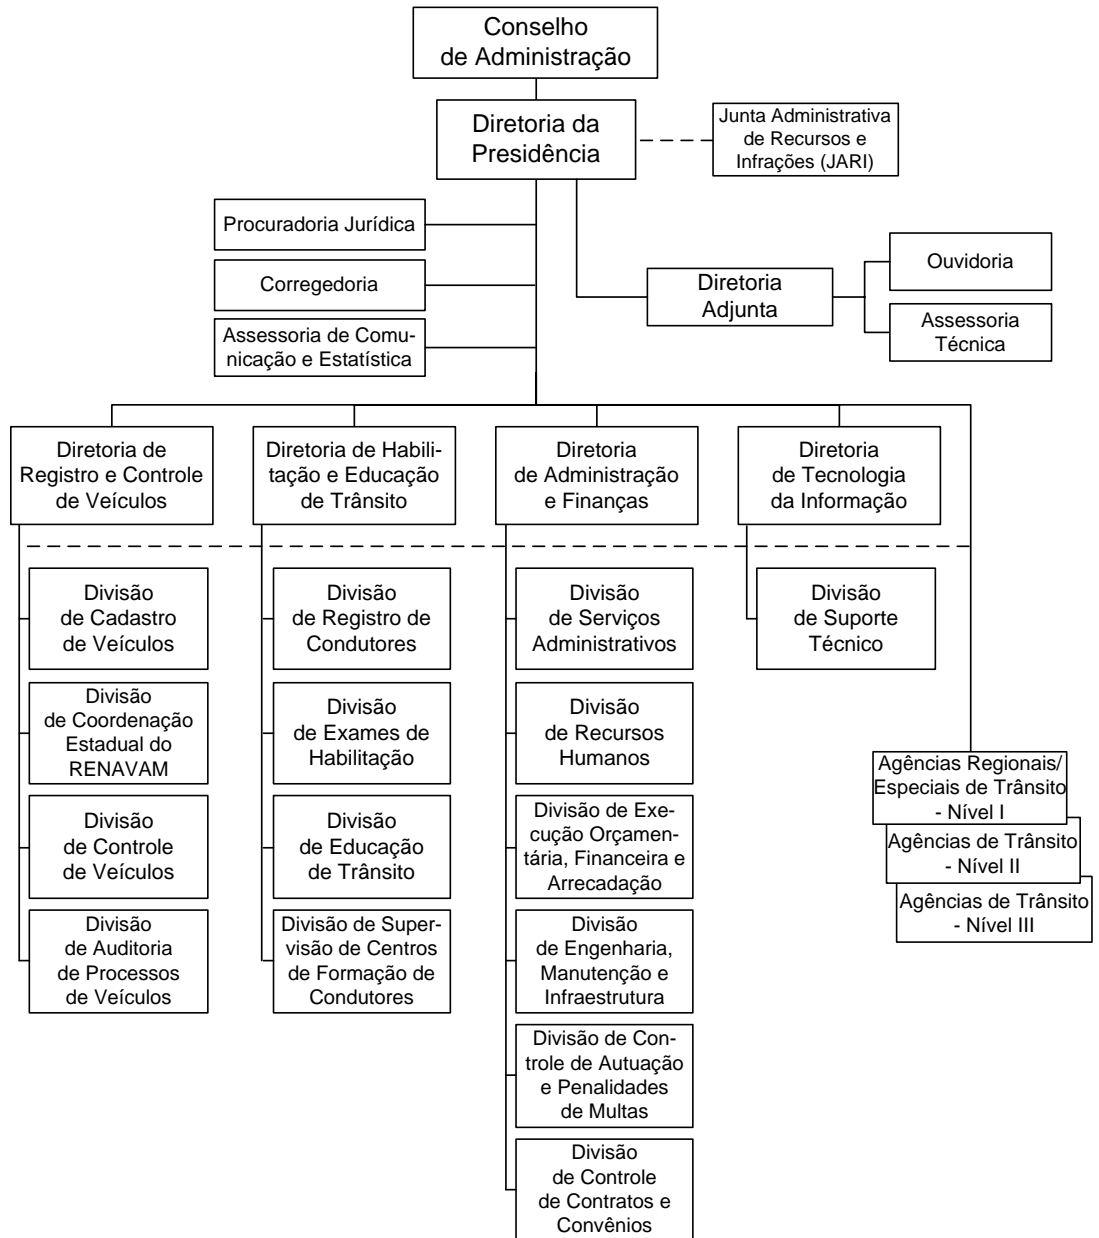 Conselho
de Administração
Diretoria da
Presidência
Junta Administrativa
de Recursos e
Infrações (JARI)
Procuradoria Jurídica
Corregedoria
Assessoria de Comu-
nicação e Estatística
Diretoria
Adjunta
Ouvidoria
Assessoria
Técnica
Diretoria de
Registro e Controle
de Veículos
Divisão
de Cadastro
de Veículos
Divisão
de Coordenação
Estadual do
RENAVAM
Divisão
de Controle
de Veículos
Divisão
de Auditoria
de Processos
de Veículos
Diretoria de Habili-
tação e Educação
de Trânsito
Divisão
de Registro de
Condutores
Divisão
de Exames de
Habilitação
Divisão
de Educação
de Trânsito
Divisão de Super-
visão de Centros
de Formação de
Condutores
Diretoria
de Administração
e Finanças
Divisão
de Serviços
Administrativos
Divisão
de Recursos
Humanos
Divisão de Exe-
cução Orçamen-
tária, Financeira e
Arrecadação
Divisão
de Engenharia,
Manutenção e
Infraestrutura
Divisão de Con-
trole de Autuação
e Penalidades
de Multas
Divisão
de Controle
de Contratos e
Convênios
Diretoria
de Tecnologia
da Informação
Divisão
de Suporte
Técnico
Agências Regionais/
Especiais de Trânsito
- Nível I
Agências de Trânsito
- Nível II
Agências de Trânsito
- Nível III